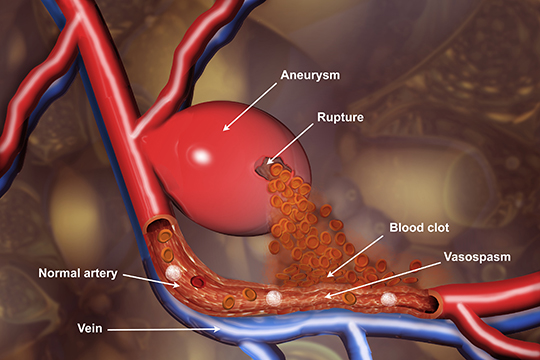 Aneurysm
Rupture
Blood clot
Vasospasm
Normal artery
Vein